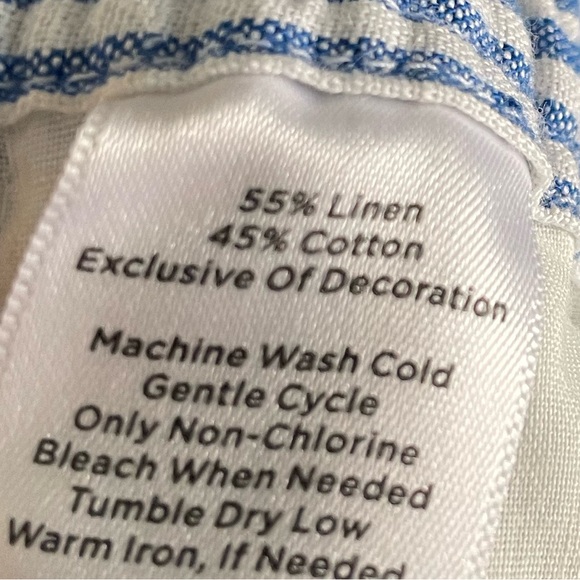 55% Linen
45% Cotton
Exclusive Of Decoration
Machine Wash Cold
Gentle Cycle
Only Non-Chlorine
Bleach When Needed
Tumble Dry Low
Warm Iron, If Needed